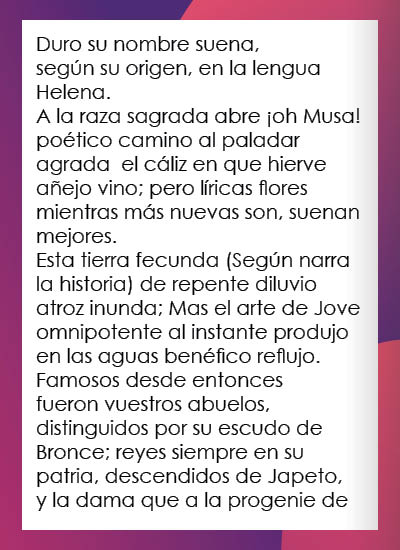 Duro su nombre suena,
según su origen, en la lengua
Helena.
A la raza sagrada abre ¡oh Musa!
poético camino al paladar
agrada  el cáliz en que hierve
añejo vino; pero líricas flores
mientras más nuevas son, suenan
mejores.
Esta tierra fecunda (Según narra
la historia) de repente diluvio
atroz inunda; Mas el arte de Jove
omnipotente al instante produjo
en las aguas benéfico reflujo.
Famosos desde entonces
fueron vuestros abuelos,
distinguidos por su escudo de
Bronce; reyes siempre en su
patria, descendidos de Japeto,
y la dama que a la progenie de